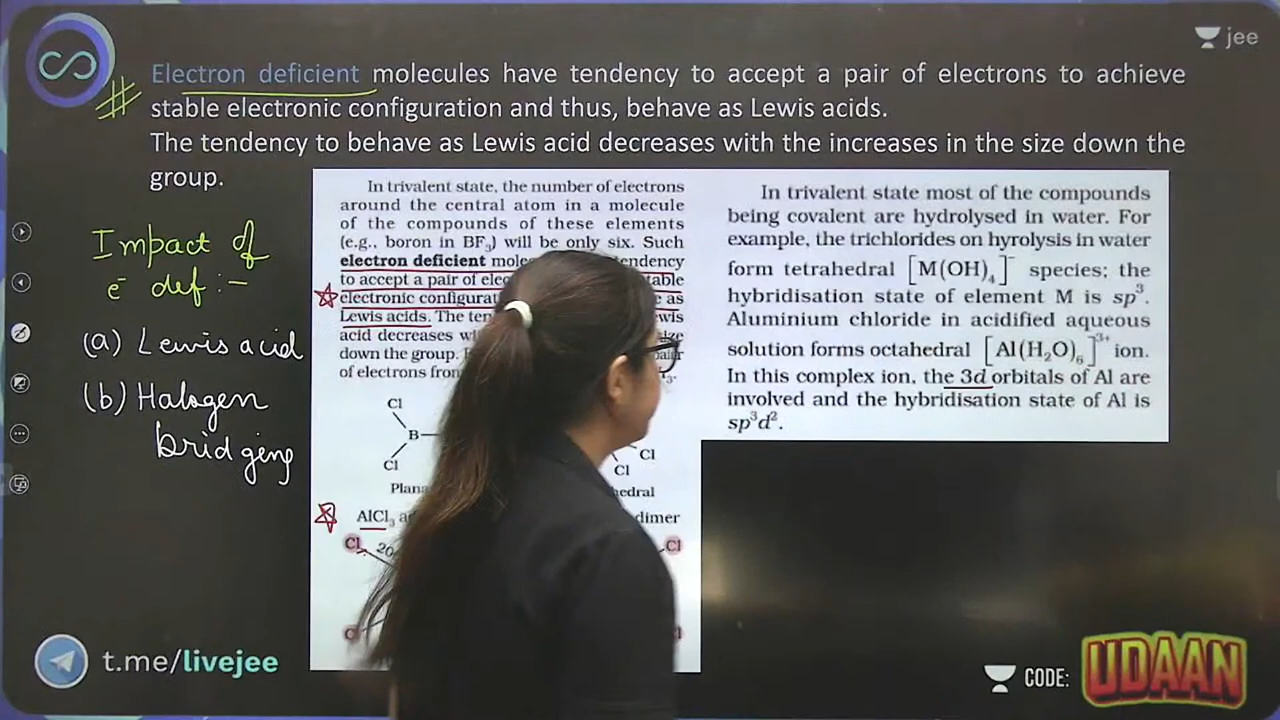 jee
Electron deficient molecules have tendency to accept a pair of electrons to achieve
stable electronic configuration and thus, behave as Lewis acids.
The tendency to behave as Lewis acid decreases with the increases in the size down the
group.
Impact of
e⁻ def :-
(a) Lewis acid
(b) Halogen
bridging
In trivalent state, the number of electrons
around the central atom in a molecule
of the compounds of these elements
(e.g., boron in BF₃) will be only six. Such
electron deficient tendency
to accept a pair of
electronic as
Lewis acids. The
acid decreases
down the group.
of electrons
Cl
B
Cl
Cl
Cl
AlCl₃ dimer
Cl Cl
In trivalent state most of the compounds
being covalent are hydrolysed in water. For
example, the trichlorides on hyrolysis in water
form tetrahedral [M(OH)₄]⁻ species; the
hybridisation state of element M is sp³.
Aluminium chloride in acidified aqueous
solution forms octahedral [Al(H₂O)₆]³⁺ ion.
In this complex ion, the 3d orbitals of Al are
involved and the hybridisation state of Al is
sp³d².
t.me/livejee
CODE: UDAAN